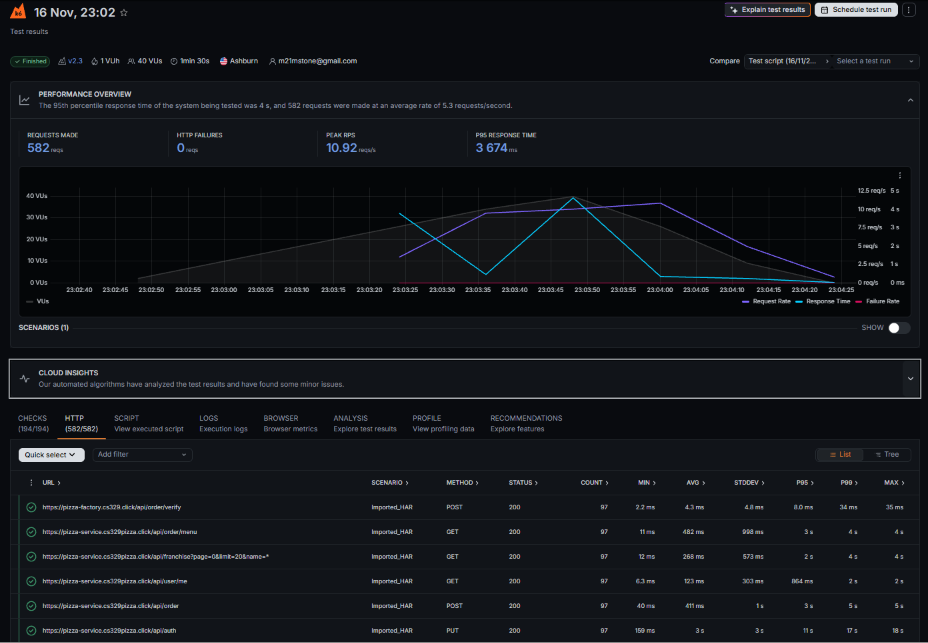 16 Nov, 23:02
Explain test results
Schedule test run
Test results
Finished v2.3 1 VUh 40 VUs 1min 30s Ashburn m21mstone@gmail.com
Compare Test script (16/11/2... Select a test run
PERFORMANCE OVERVIEW
The 95th percentile response time of the system being tested was 4 s, and 582 requests were made at an average rate of 5.3 requests/second.
REQUESTS MADE HTTP FAILURES PEAK RPS P95 RESPONSE TIME
582 reqs 0 reqs 10.92 reqs/s 3 674 ms
40 VUs 12.5 req/s 5 s
30 VUs 10 req/s 4 s
20 VUs 7.5 req/s 3 s
10 VUs 5 req/s 2 s
2.5 req/s 1 s
0 VUs 0 req/s 0 ms
23:02:40 23:02:45 23:02:50 23:02:55 23:03:00 23:03:05 23:03:10 23:03:15 23:03:20 23:03:25 23:03:30 23:03:35 23:03:40 23:03:45 23:03:50 23:03:55 23:04:00 23:04:05 23:04:10 23:04:15 23:04:20 23:04:25
VUs Request Rate Response Time Failure Rate
SCENARIOS (1) SHOW
CLOUD INSIGHTS
Our automated algorithms have analyzed the test results and have found some minor issues.
CHECKS HTTP SCRIPT LOGS BROWSER ANALYSIS PROFILE RECOMMENDATIONS
(194/194) (582/582) View executed script Execution logs Browser metrics Explore test results View profiling data Explore features
Quick select Add filter List Tree
URL SCENARIO METHOD STATUS COUNT MIN AVG STDDEV P95 P99 MAX
https://pizza-factory.cs329.click/api/order/verify Imported_HAR POST 200 97 2.2 ms 4.3 ms 4.8 ms 8.0 ms 34 ms 35 ms
https://pizza-service.cs329pizza.click/api/order/menu Imported_HAR GET 200 97 11 ms 482 ms 998 ms 3 s 4 s 4 s
https://pizza-service.cs329pizza.click/api/franchise?page=0&limit=20&name=* Imported_HAR GET 200 97 12 ms 268 ms 573 ms 2 s 4 s 4 s
https://pizza-service.cs329pizza.click/api/user/me Imported_HAR GET 200 97 6.3 ms 123 ms 303 ms 864 ms 2 s 2 s
https://pizza-service.cs329pizza.click/api/order Imported_HAR POST 200 97 40 ms 411 ms 1 s 3 s 5 s 5 s
https://pizza-service.cs329pizza.click/api/auth Imported_HAR PUT 200 97 159 ms 3 s 3 s 11 s 17 s 18 s